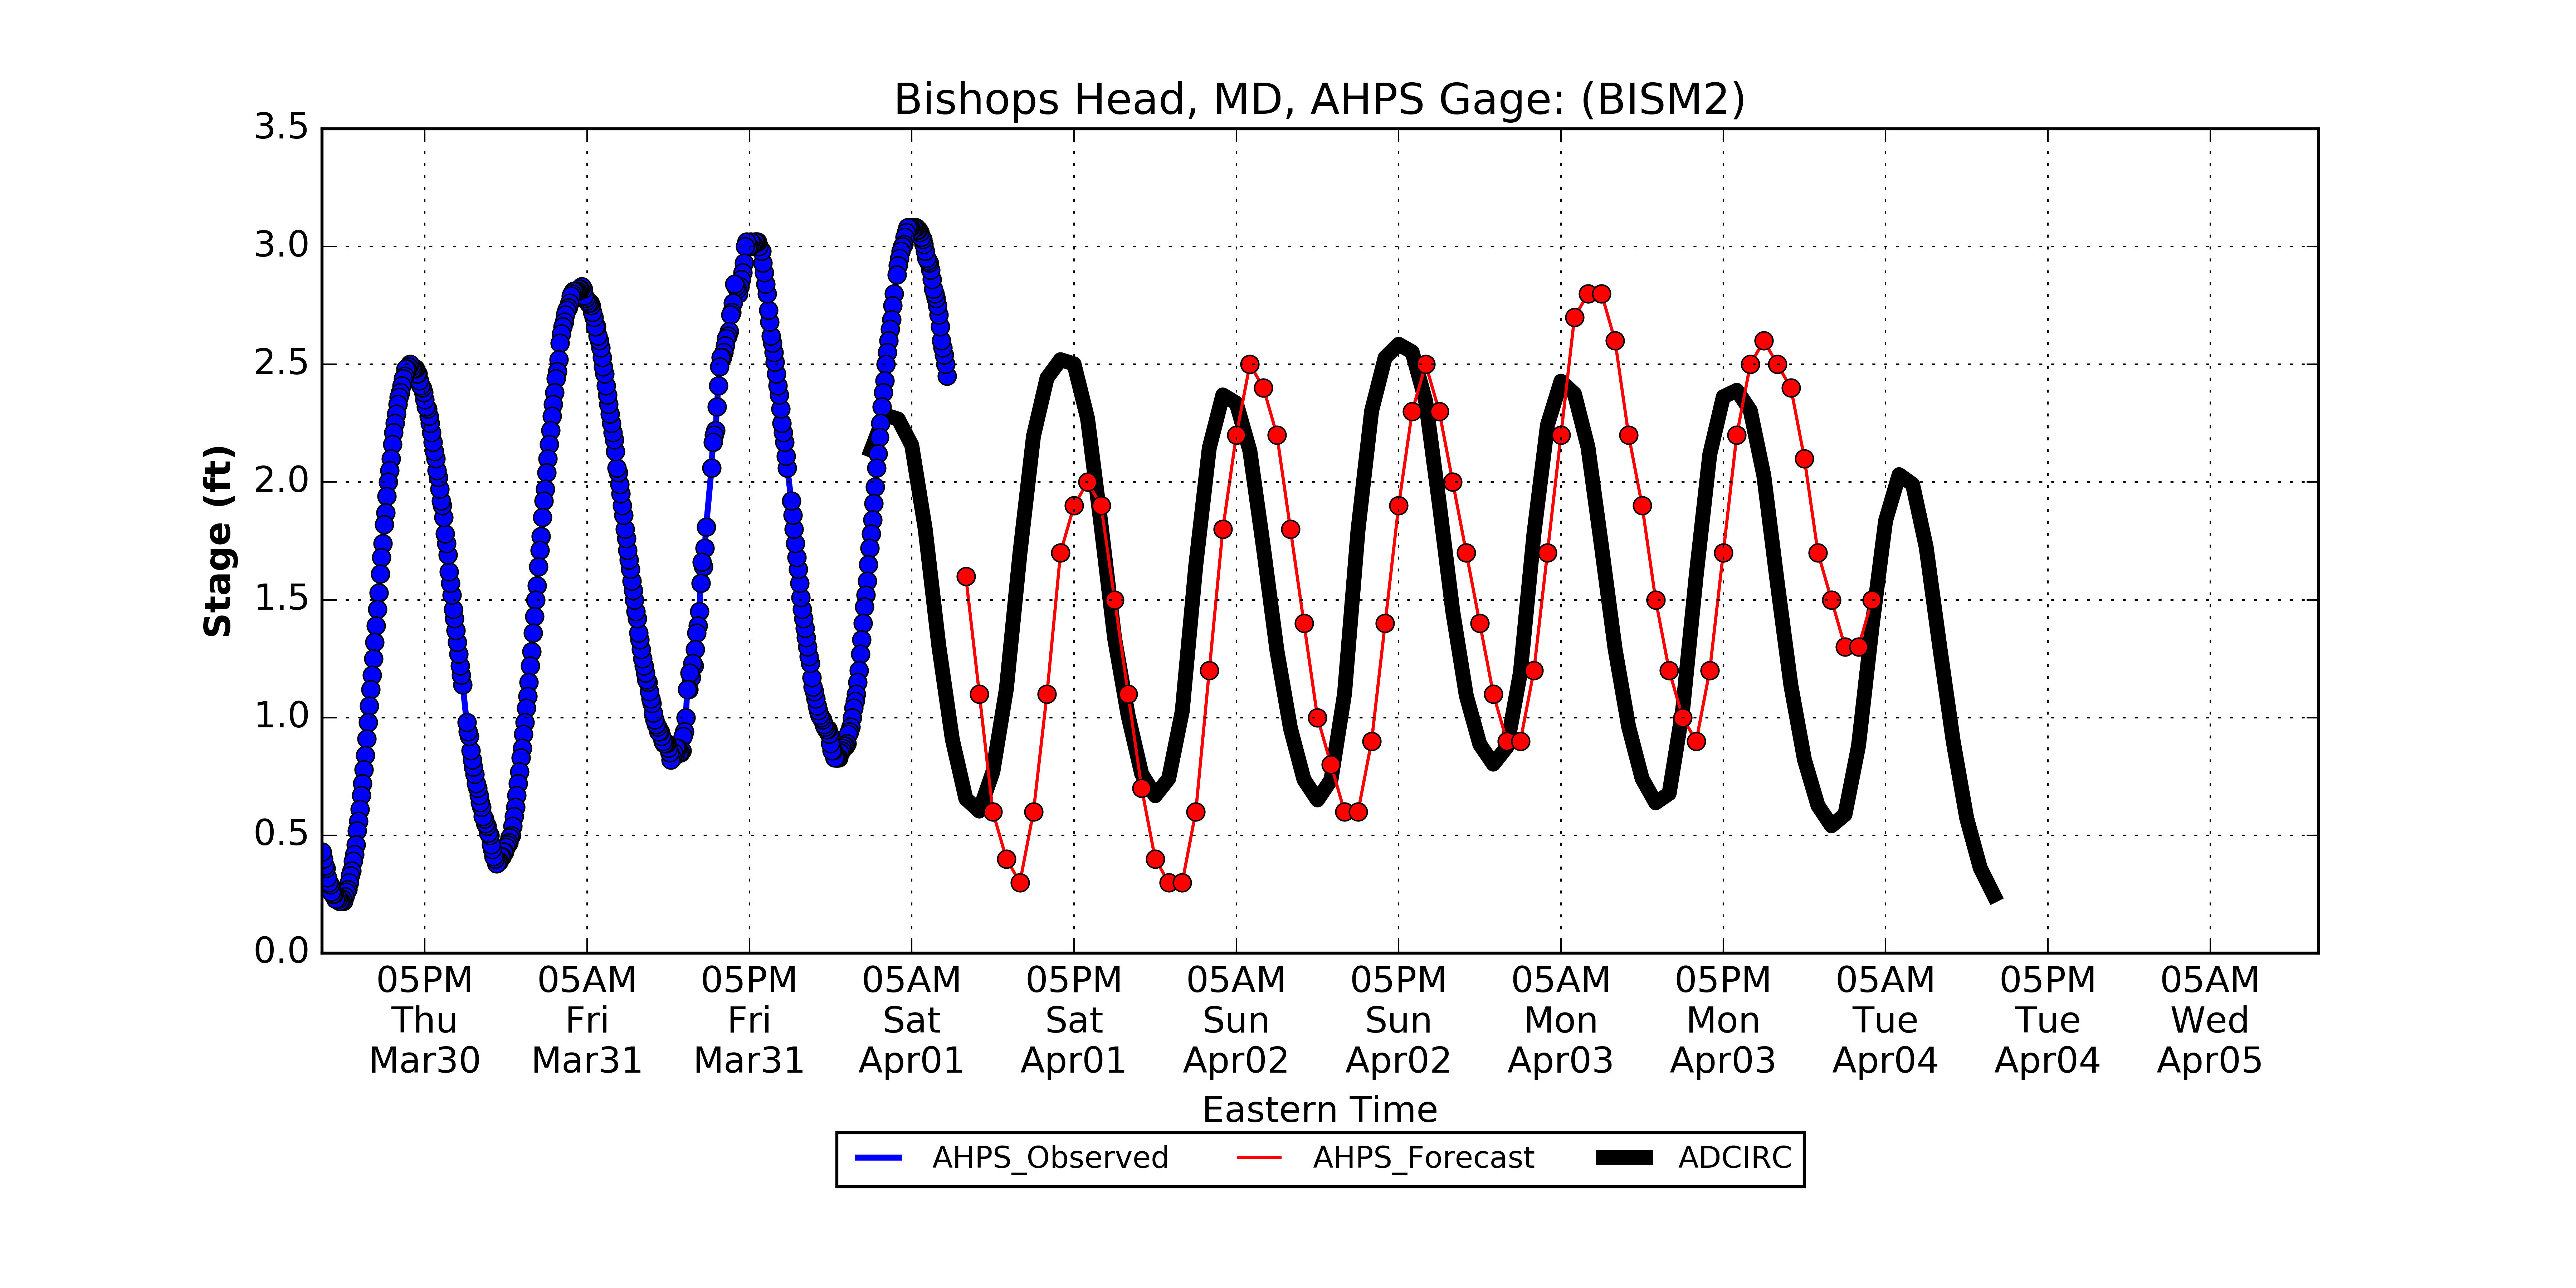 Bishops Head, MD, AHPS Gage: (BISM2)
3.5
3.0
2.5
2.0
1.5
1.0
0.5
0.0
Stage (ft)
05PM 05AM 05PM 05AM 05PM 05AM 05PM 05AM 05PM 05AM 05PM 05AM
Thu Fri Fri Sat Sat Sun Sun Mon Mon Tue Tue Wed
Mar30 Mar31 Mar31 Apr01 Apr01 Apr02 Apr02 Apr03 Apr03 Apr04 Apr04 Apr05
Eastern Time
AHPS_Observed AHPS_Forecast ADCIRC